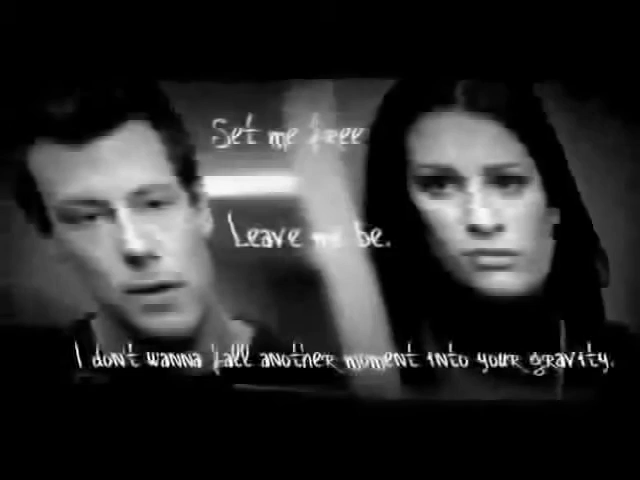 Set me free
Leave me be.
I don't wanna fall another moment into your gravity.